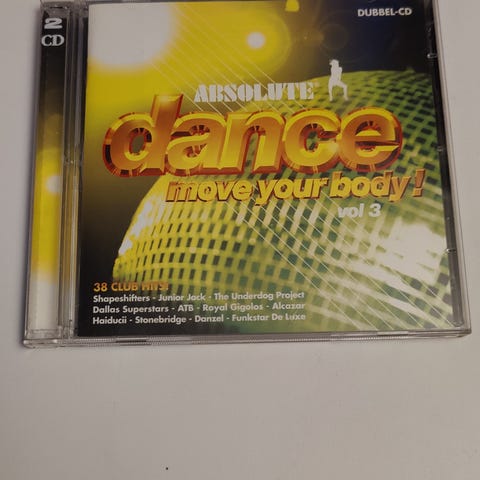 2
CD
DUBBEL-CD
ABSOLUTE
dance
move your body!
vol 3
38 CLUB HITS!
Shapeshifters - Junior Jack - The Underdog Project
Dallas Superstars - ATB - Royal Gigolos - Alcazar
Haiducii - Stonebridge - Danzel - Funkstar De Luxe